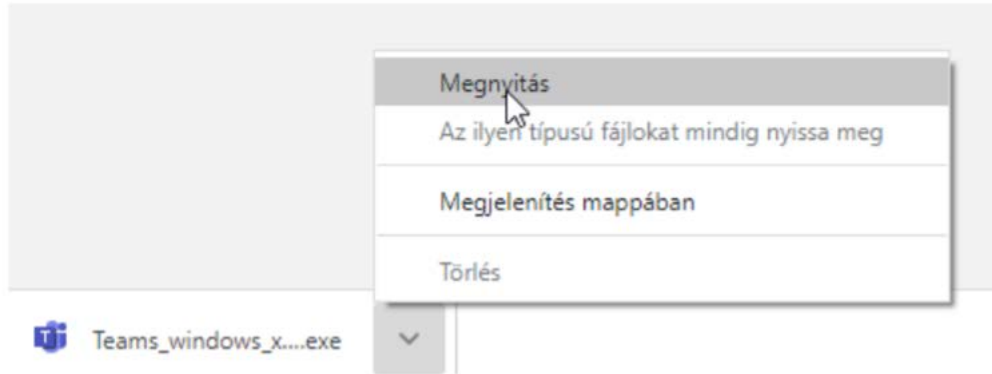 Megnyitás
Az ilyen típusú fájlokat mindig nyissa meg
Megjelenítés mappában
Törlés
Teams_windows_x....exe